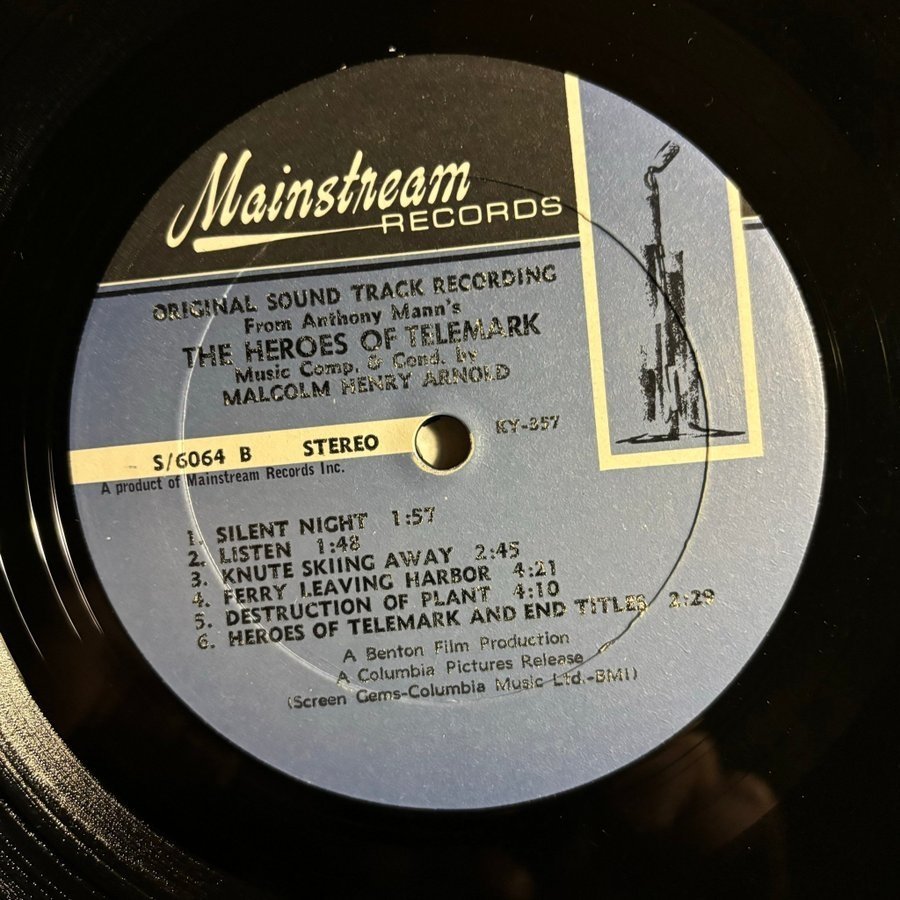 Mainstream
RECORDS
ORIGINAL SOUND TRACK RECORDING
From Anthony Mann's
THE HEROES OF TELEMARK
Music Comp. & Cond. by
MALCOLM HENRY ARNOLD
S/6064 B STEREO KY-357
A product of Mainstream Records Inc.
1. SILENT NIGHT 1:57
2. LISTEN 1:48
3. KNUTE SKIING AWAY 2:45
4. FERRY LEAVING HARBOR 4:21
5. DESTRUCTION OF PLANT 4:10
6. HEROES OF TELEMARK AND END TITLES 2:29
A Benton Film Production
A Columbia Pictures Release
(Screen Gems-Columbia Music Ltd.-BMI)